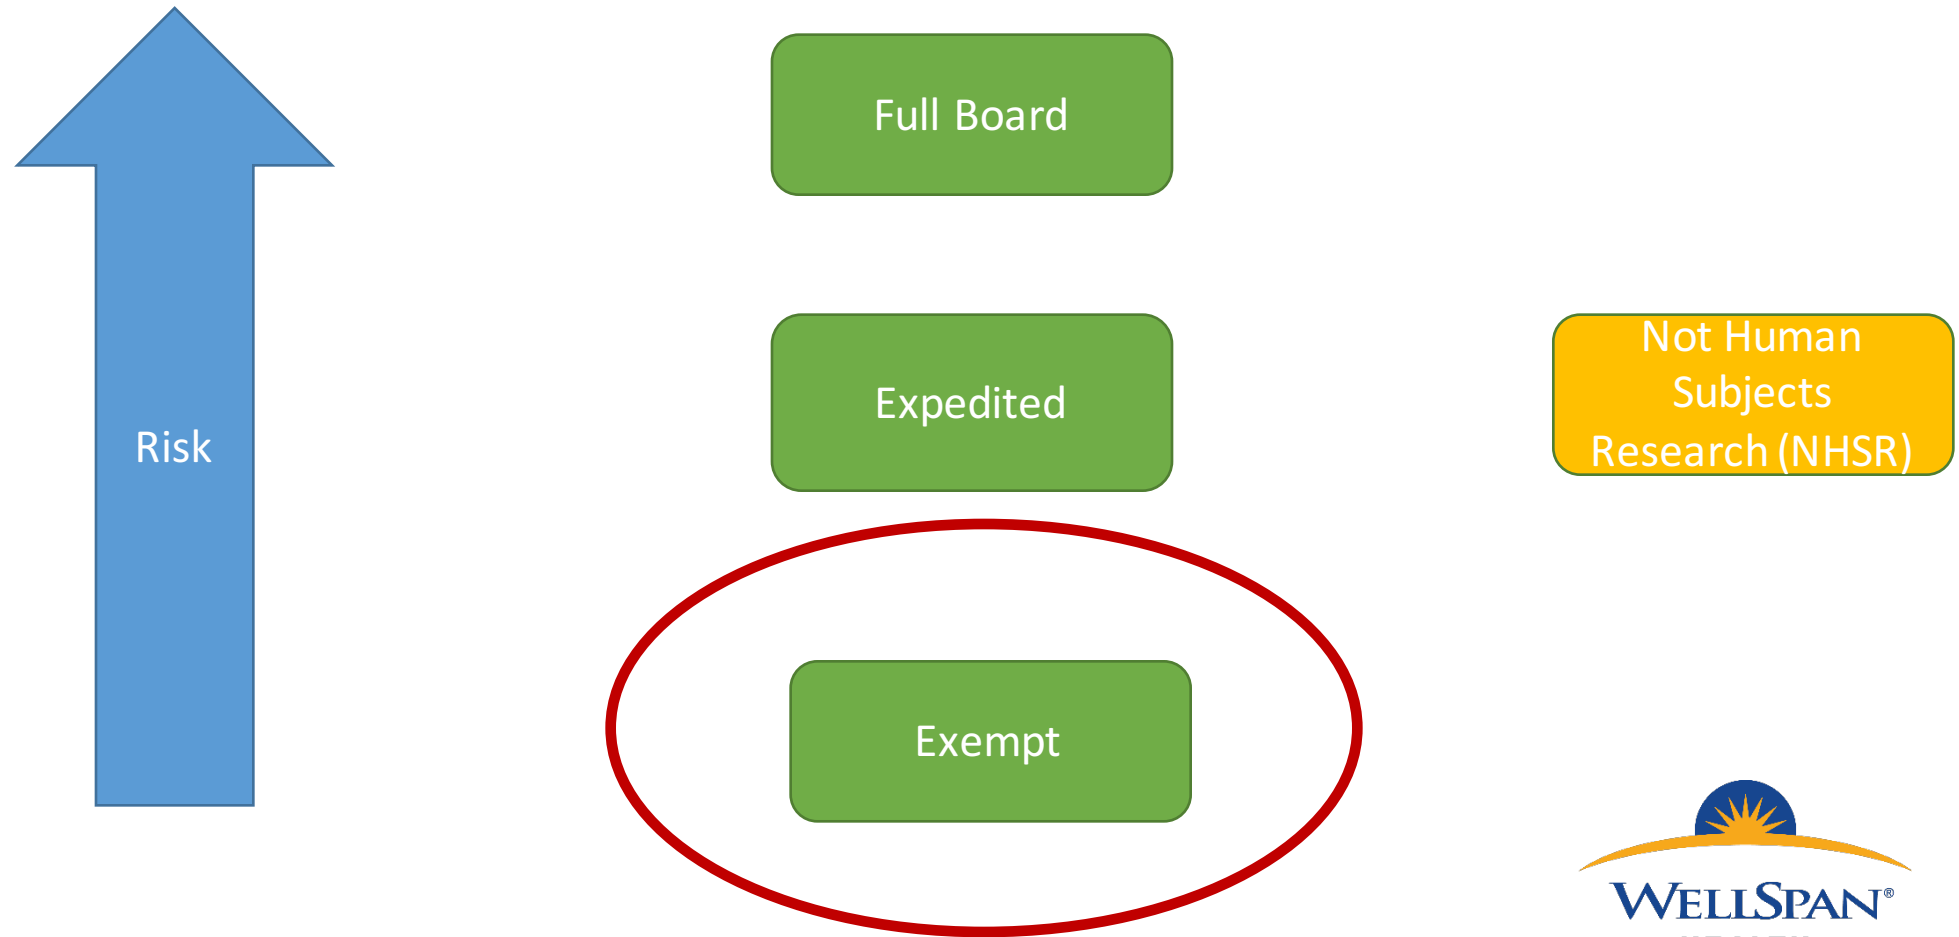 Full Board
Risk
Expedited
Not Human
Subjects
Research (NHSR)
Exempt
WELLSPAN®